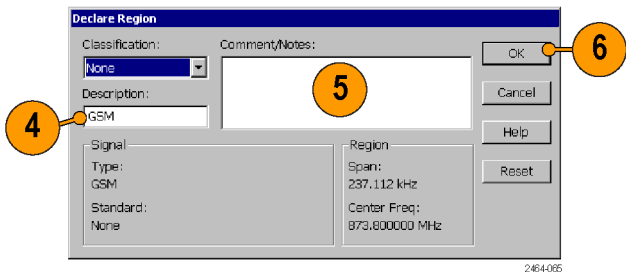 Declare Region
Classification:
None
Comment/Notes:
OK
6
5
Description:
GSM
4
Cancel
Help
Reset
Signal
Type:
GSM
Standard:
None
Region
Span:
237.112 kHz
Center Freq:
873.800000 MHz
2464-065